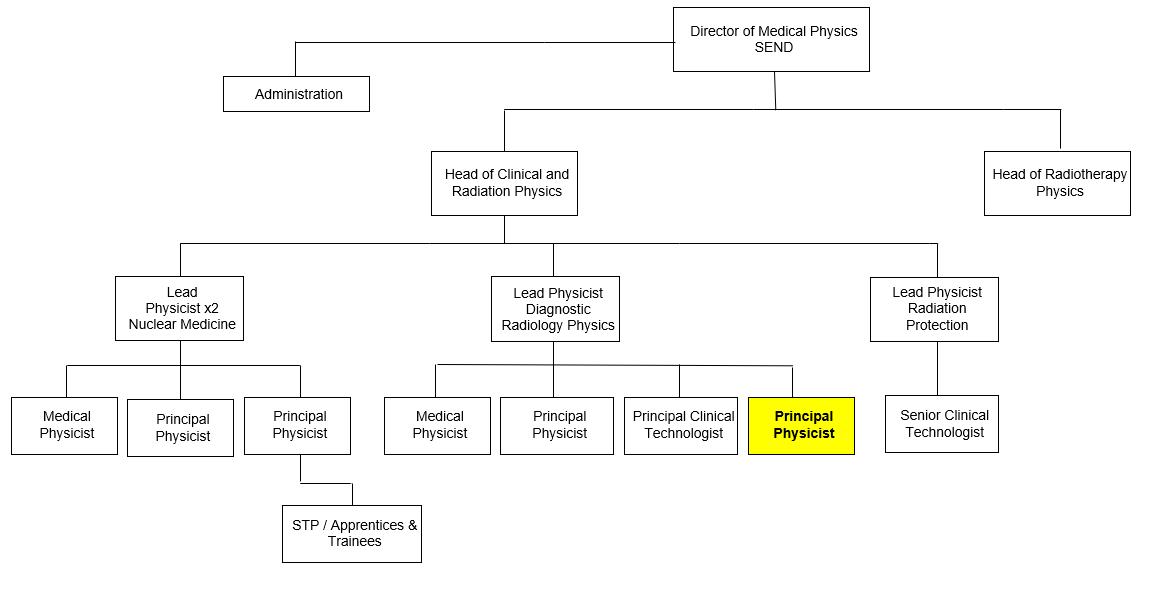 Director of Medical Physics
SEND
Administration
Head of Clinical and
Radiation Physics
Head of Radiotherapy
Physics
Lead
Physicist x2
Nuclear Medicine
Lead Physicist
Diagnostic
Radiology Physics
Lead Physicist
Radiation
Protection
Medical
Physicist
Principal
Physicist
Principal
Physicist
Medical
Physicist
Principal
Physicist
Principal Clinical
Technologist
Principal
Physicist
Senior Clinical
Technologist
STP / Apprentices &
Trainees